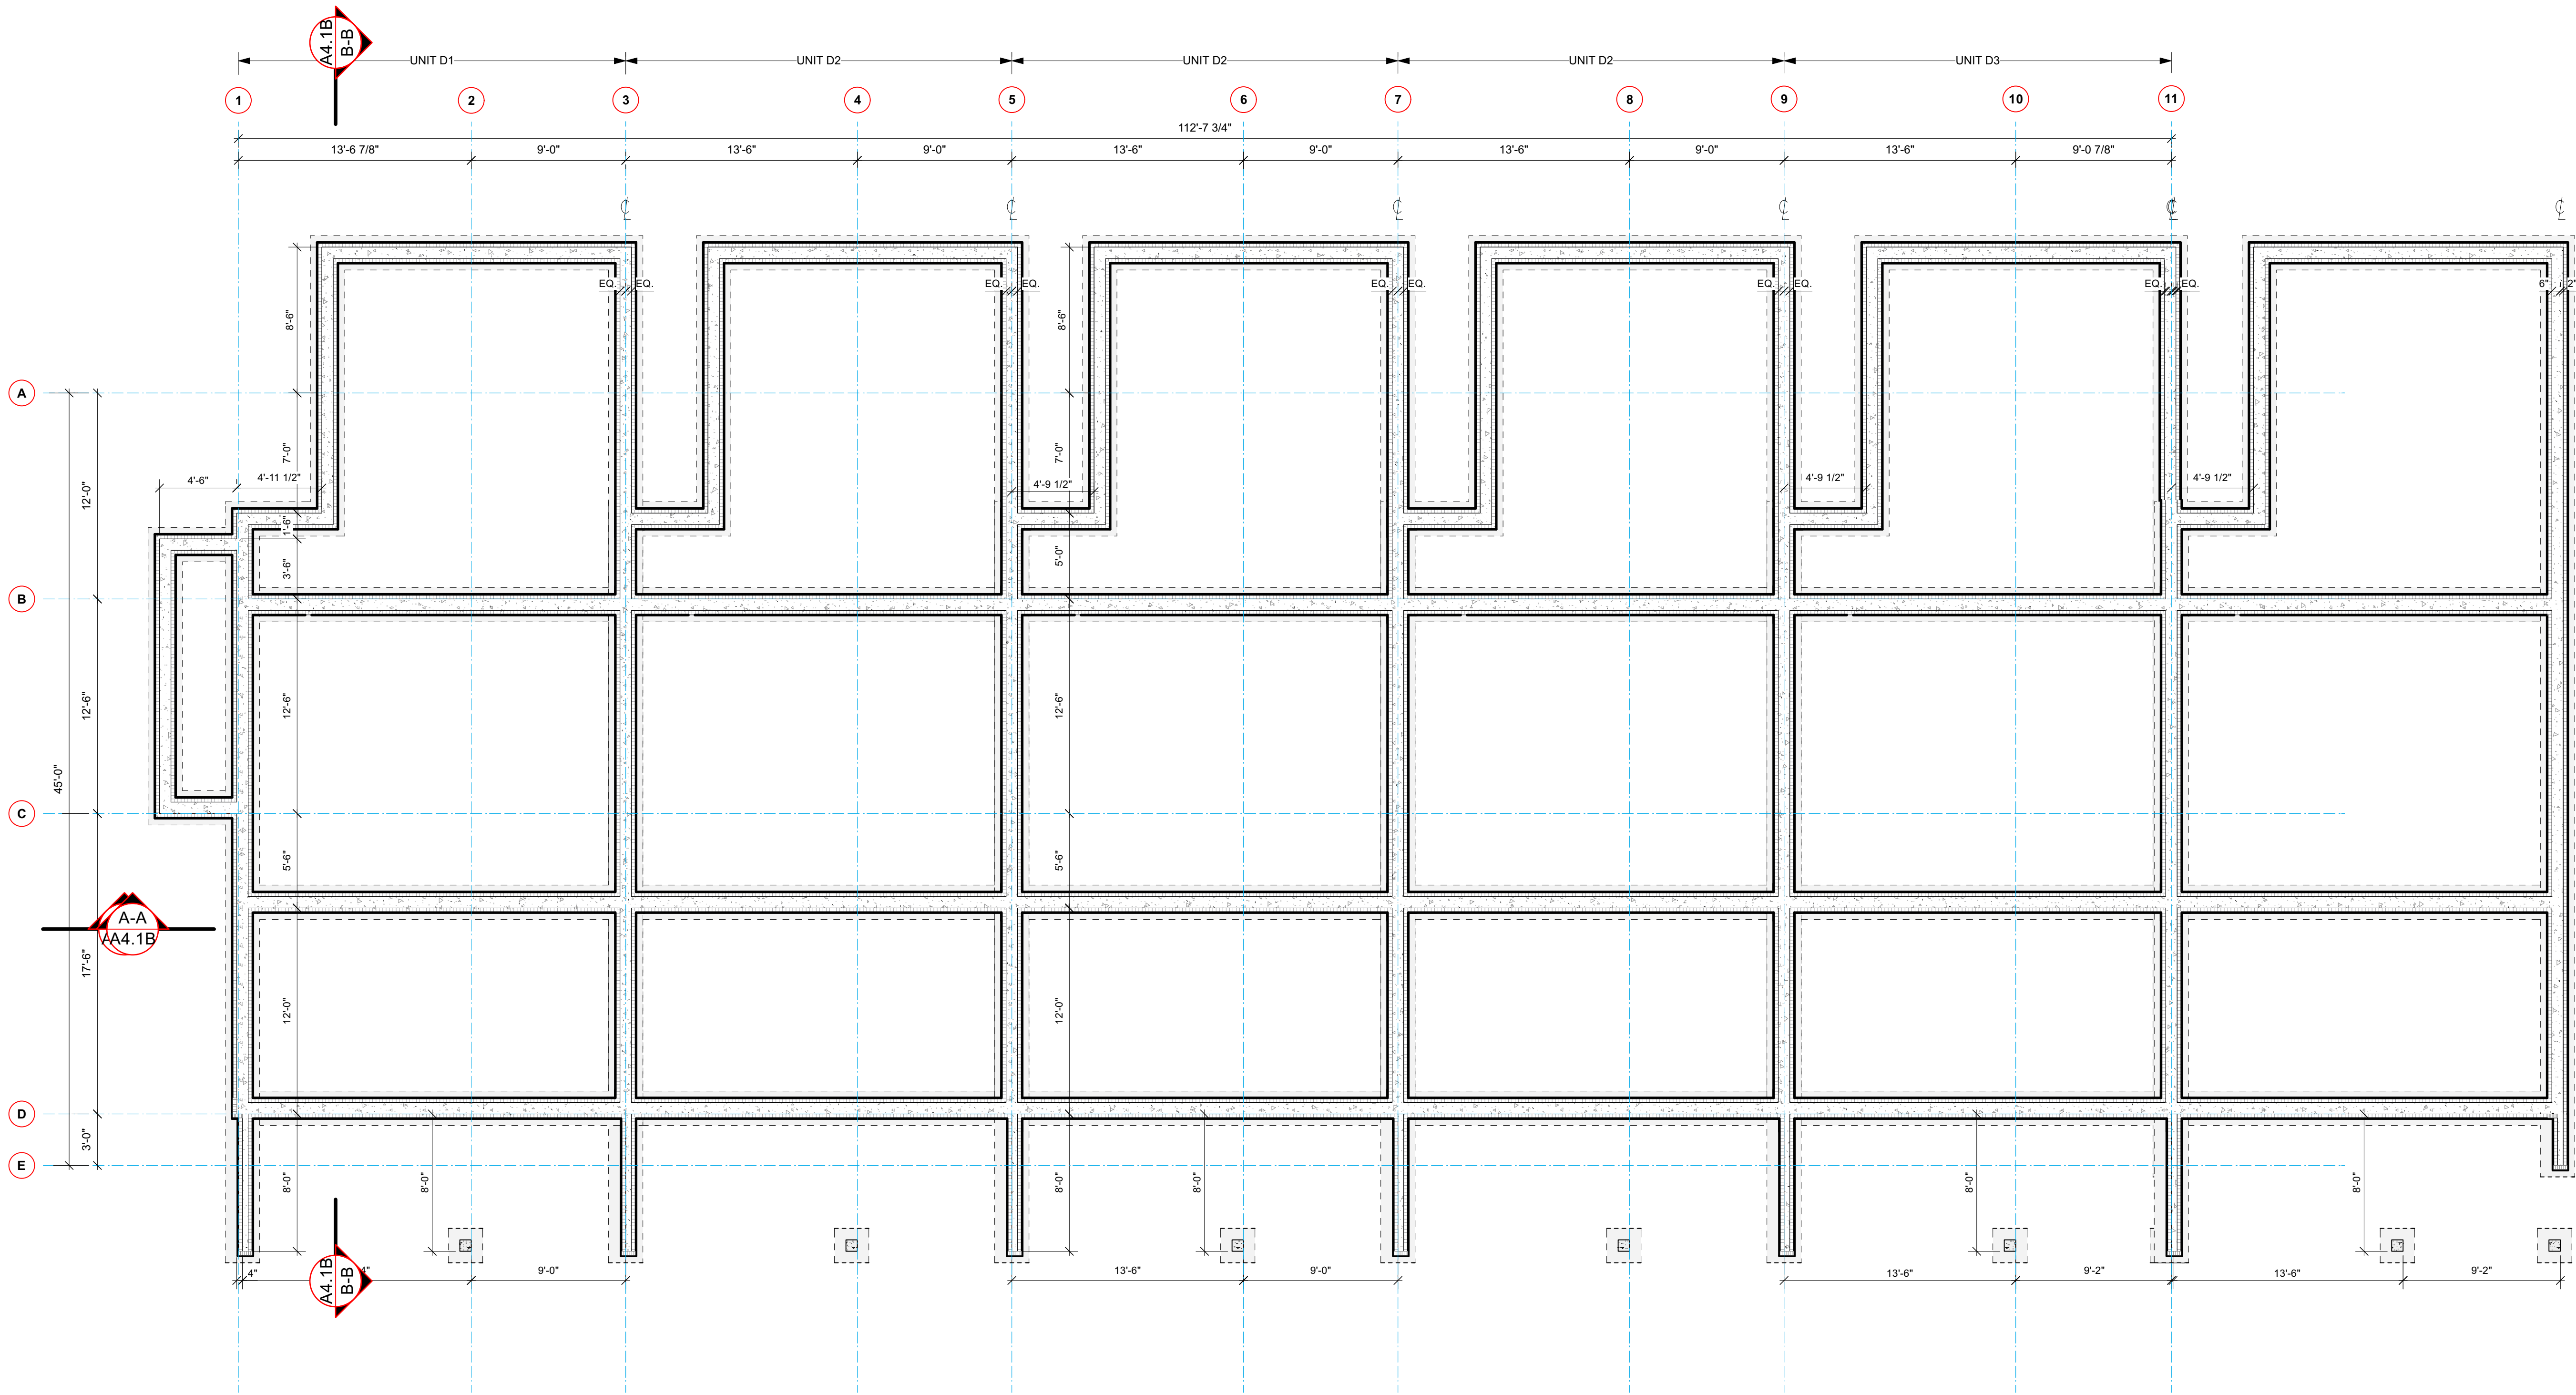 A4.1B
B-B
UNIT D1
UNIT D2
UNIT D2
UNIT D2
UNIT D3
1
2
3
4
5
6
7
8
9
10
11
112'-7 3/4"
13'-6 7/8"
9'-0"
13'-6"
9'-0"
13'-6"
9'-0"
13'-6"
9'-0"
13'-6"
9'-0 7/8"
℄
℄
℄
℄
℄
℄
EQ.
EQ.
EQ.
EQ.
EQ.
EQ.
EQ.
EQ.
EQ.
EQ.
6"
2"
8'-6"
8'-6"
A
7'-0"
7'-0"
12'-0"
4'-6"
4'-11 1/2"
4'-9 1/2"
4'-9 1/2"
4'-9 1/2"
1'-6"
3'-6"
5'-0"
B
12'-6"
12'-6"
12'-6"
45'-0"
C
5'-6"
5'-6"
A-A
A4.1B
17'-6"
12'-0"
12'-0"
D
3'-0"
E
8'-0"
8'-0"
8'-0"
8'-0"
8'-0"
8'-0"
4"
A4.1B
B-B
4"
9'-0"
13'-6"
9'-0"
13'-6"
9'-2"
13'-6"
9'-2"